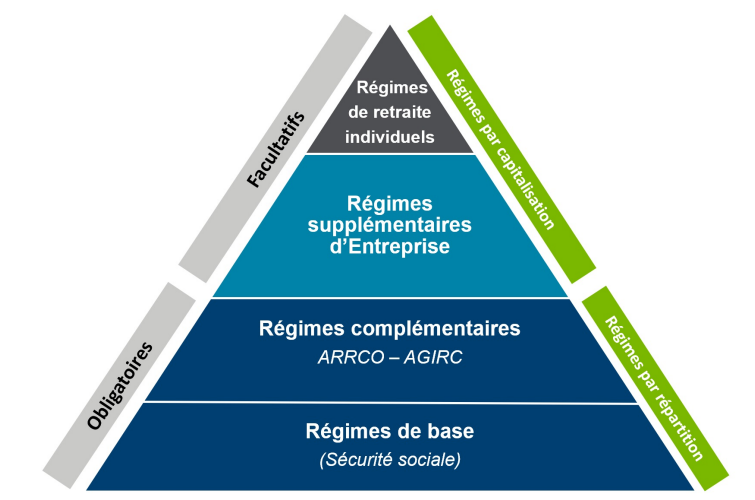 Régimes
de retraite
individuels
Facultatifs
Régimes par capitalisation
Régimes
supplémentaires
d'Entreprise
Régimes complémentaires
ARRCO – AGIRC
Obligatoires
Régimes par répartition
Régimes de base
(Sécurité sociale)